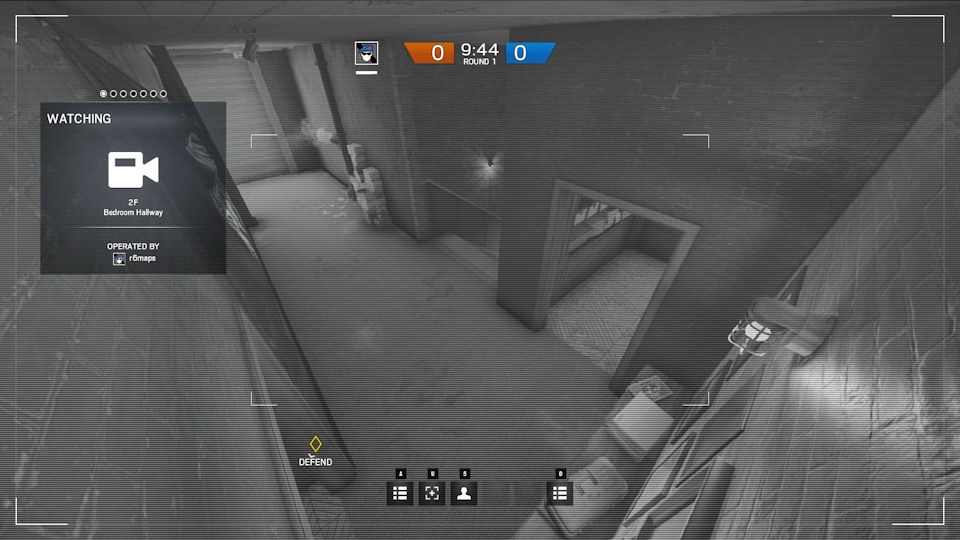 0 9:44 0
ROUND 1
WATCHING
2F
Bedroom Hallway
OPERATED BY
r6maps
DEFEND
A
S